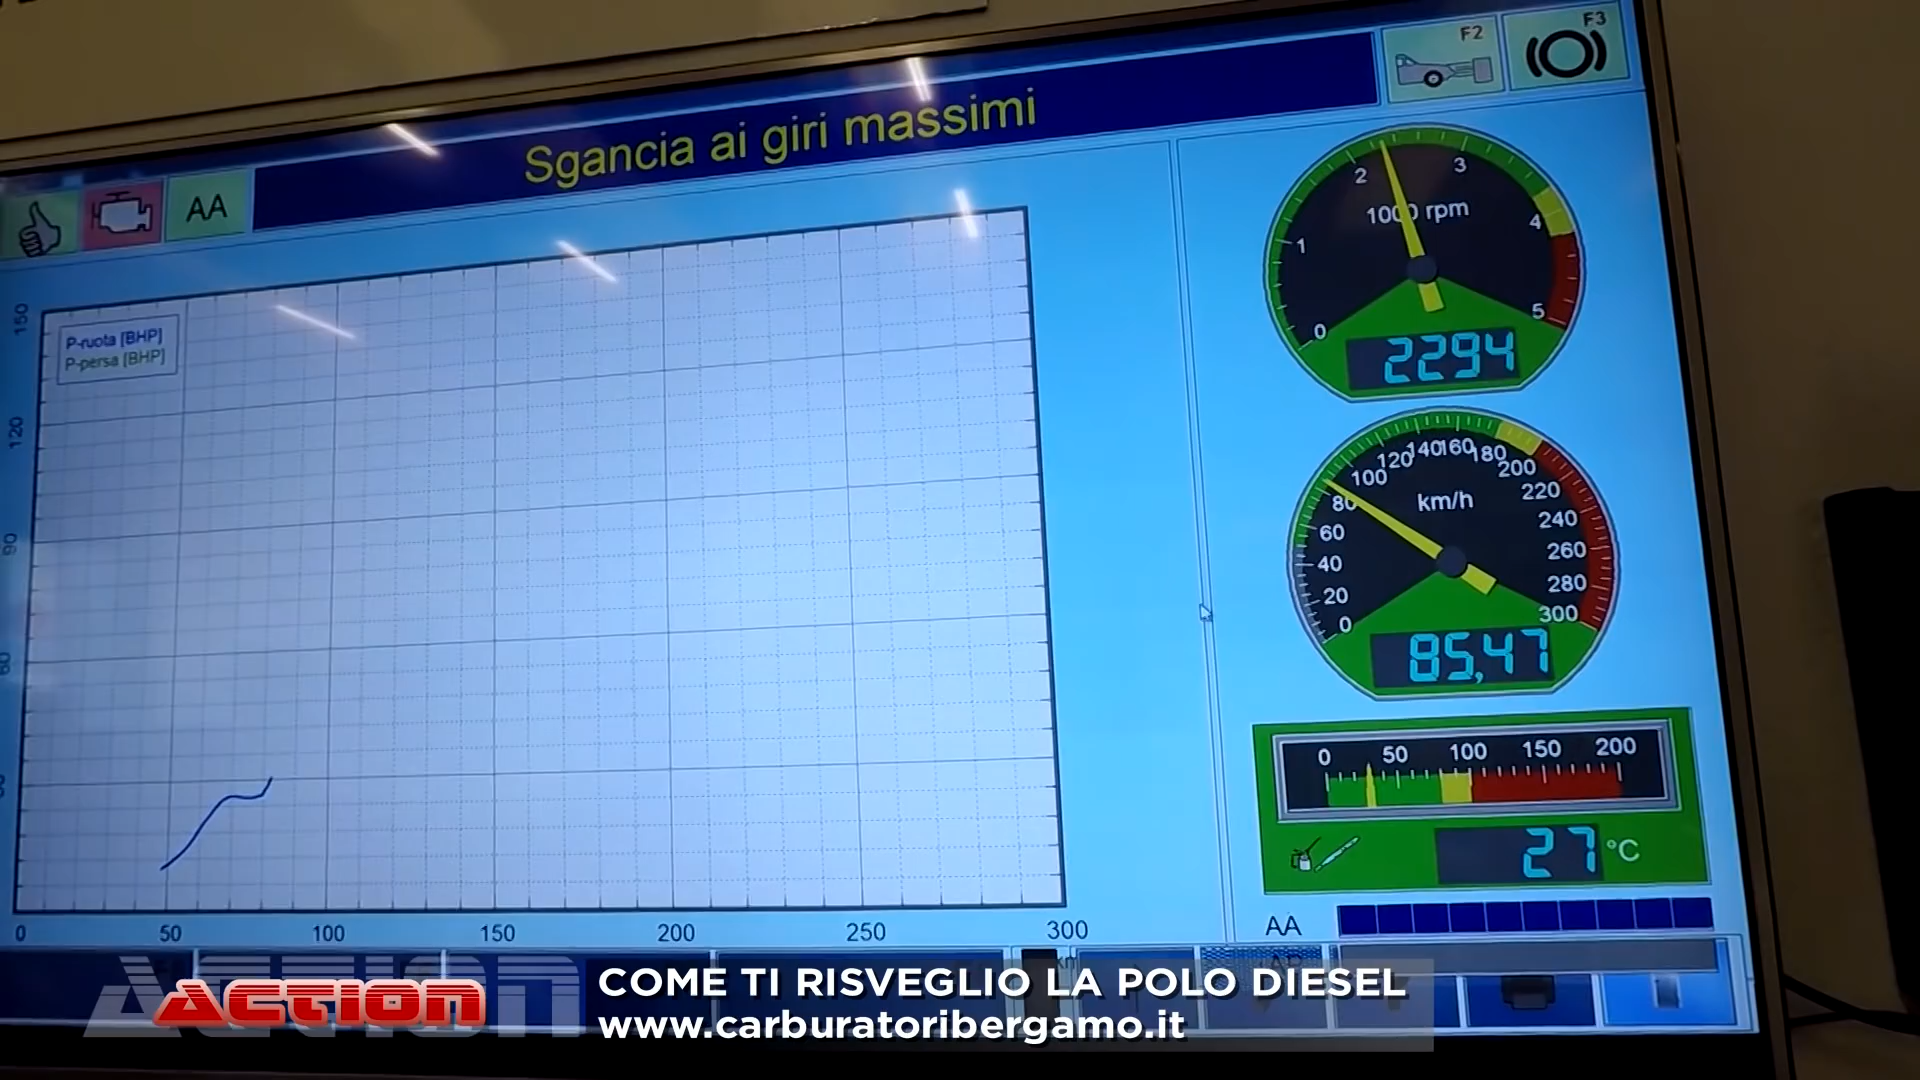 F2
F3
Sgancia ai giri massimi
AA
150
P-ruota [BHP]
P-persa [BHP]
120
90
60
0 50 100 150 200 250 300
0 1 2 3 4 5
1000 rpm
2294
0 20 40 60 80 100 120 140 160 180 200 220 240 260 280 300
km/h
85,47
0 50 100 150 200
27 °C
AA
ACTION
COME TI RISVEGLIO LA POLO DIESEL
www.carburatoribergamo.it